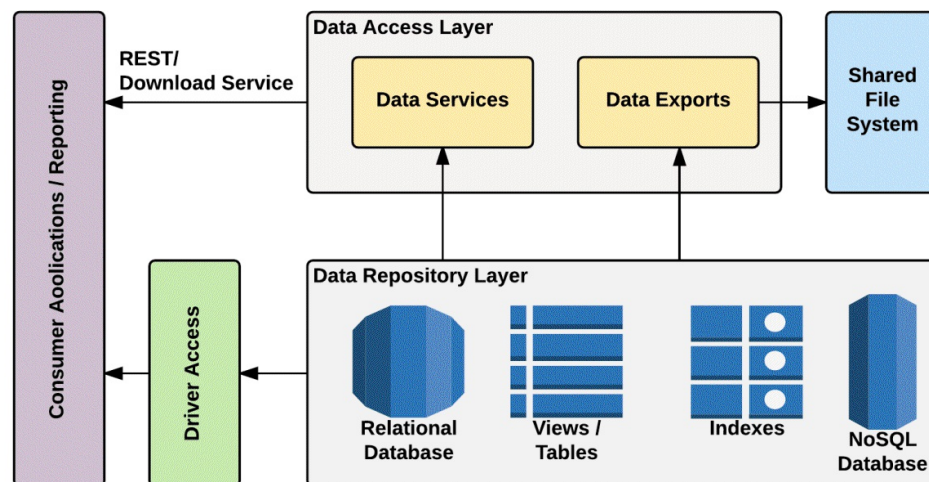 Consumer Aoolications / Reporting
REST/
Download Service
Data Access Layer
Data Services
Data Exports
Shared
File
System
Driver Access
Data Repository Layer
Relational
Database
Views /
Tables
Indexes
NoSQL
Database